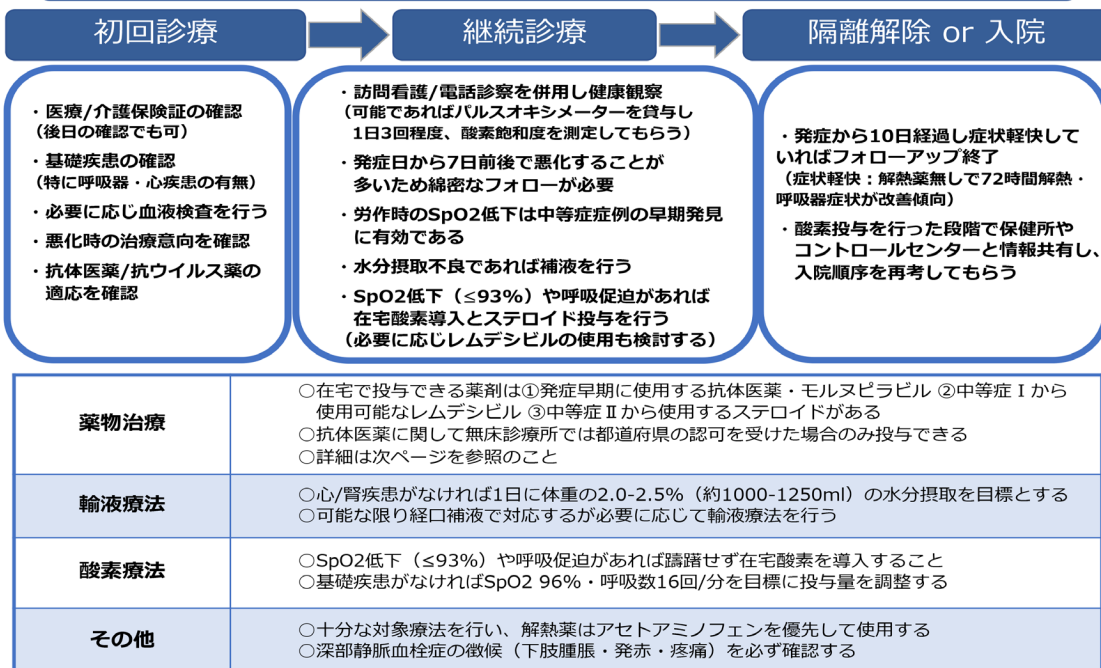 初回診療
継続診療
隔離解除 or 入院
・医療/介護保険証の確認
（後日の確認でも可）
・基礎疾患の確認
（特に呼吸器・心疾患の有無）
・必要に応じ血液検査を行う
・悪化時の治療意向を確認
・抗体医薬/抗ウイルス薬の
適応を確認
・訪問看護/電話診察を併用し健康観察
（可能であればパルスオキシメーターを貸与し
1日3回程度、酸素飽和度を測定してもらう）
・発症日から7日前後で悪化することが
多いため綿密なフォローが必要
・労作時のSpO2低下は中等症症例の早期発見
に有効である
・水分摂取不良であれば補液を行う
・SpO2低下（≤93%）や呼吸促迫があれば
在宅酸素導入とステロイド投与を行う
（必要に応じレムデシビルの使用も検討する）
・発症から10日経過し症状軽快して
いればフォローアップ終了
（症状軽快：解熱薬無しで72時間解熱・
呼吸器症状が改善傾向）
・酸素投与を行った段階で保健所や
コントロールセンターと情報共有し、
入院順序を再考してもらう
薬物治療
○在宅で投与できる薬剤は①発症早期に使用する抗体医薬・モルヌピラビル ②中等症Ⅰから
使用可能なレムデシビル ③中等症Ⅱから使用するステロイドがある
○抗体医薬に関して無床診療所では都道府県の認可を受けた場合のみ投与できる
○詳細は次ページを参照のこと
輸液療法
○心/腎疾患がなければ1日に体重の2.0-2.5%（約1000-1250ml）の水分摂取を目標とする
○可能な限り経口補液で対応するが必要に応じて輸液療法を行う
酸素療法
○SpO2低下（≤93%）や呼吸促迫があれば躊躇せず在宅酸素を導入すること
○基礎疾患がなければSpO2 96%・呼吸数16回/分を目標に投与量を調整する
その他
○十分な対象療法を行い、解熱薬はアセトアミノフェンを優先して使用する
○深部静脈血栓症の徴候（下肢腫脹・発赤・疼痛）を必ず確認する